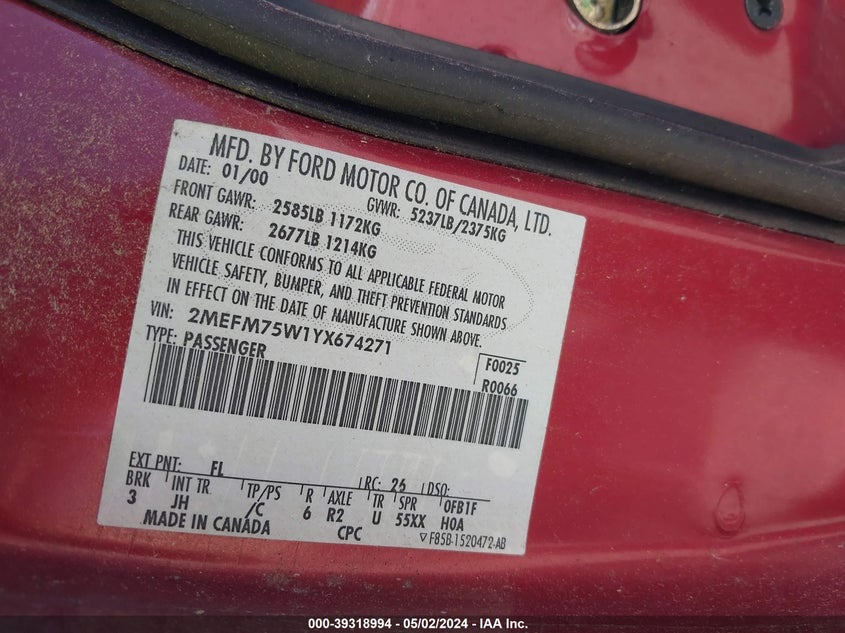 MFD. BY FORD MOTOR CO. OF CANADA, LTD.
DATE: 01/00 GVWR: 5237LB/2375KG
FRONT GAWR: 2585LB 1172KG
REAR GAWR: 2677LB 1214KG
THIS VEHICLE CONFORMS TO ALL APPLICABLE FEDERAL MOTOR
VEHICLE SAFETY, BUMPER, AND THEFT PREVENTION STANDARDS
IN EFFECT ON THE DATE OF MANUFACTURE SHOWN ABOVE.
VIN: 2MEFM75W1YX674271
TYPE: PASSENGER
F0025
R0066
EXT PNT: FL RC: 26 DSO:
BRK INT TR TP/PS R AXLE TR SPR 0FB1F
3 JH /C 6 R2 U 55XX H0A
MADE IN CANADA CPC ▽F85B-1520472-AB
000-39318994 - 05/02/2024 - IAA Inc.